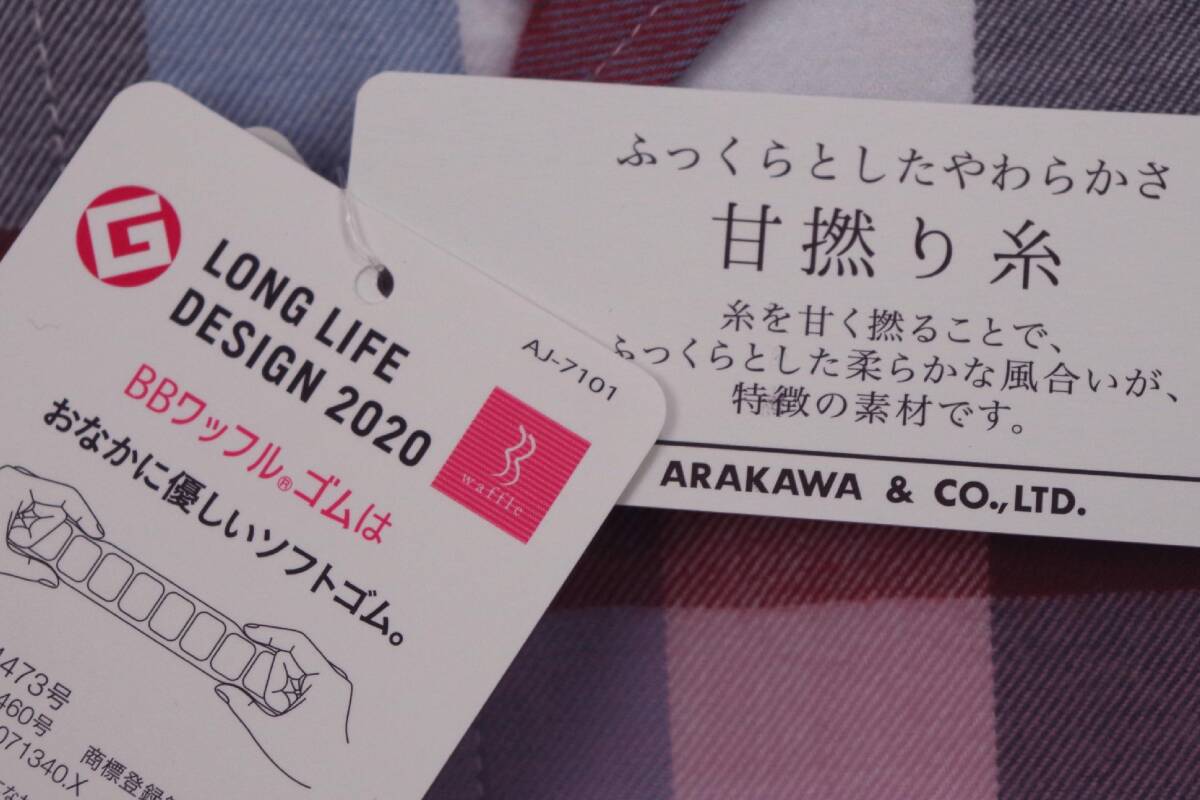 LONG LIFE
DESIGN 2020
BBワッフル®ゴムは
おなかに優しいソフトゴム。
AJ-7101
waffle
473号
460号
071340.X
商標登録
ふっくらとしたやわらかさ
甘撚り糸
糸を甘く撚ることで、
ふっくらとした柔らかな風合いが、
特徴の素材です。
ARAKAWA & CO.,LTD.